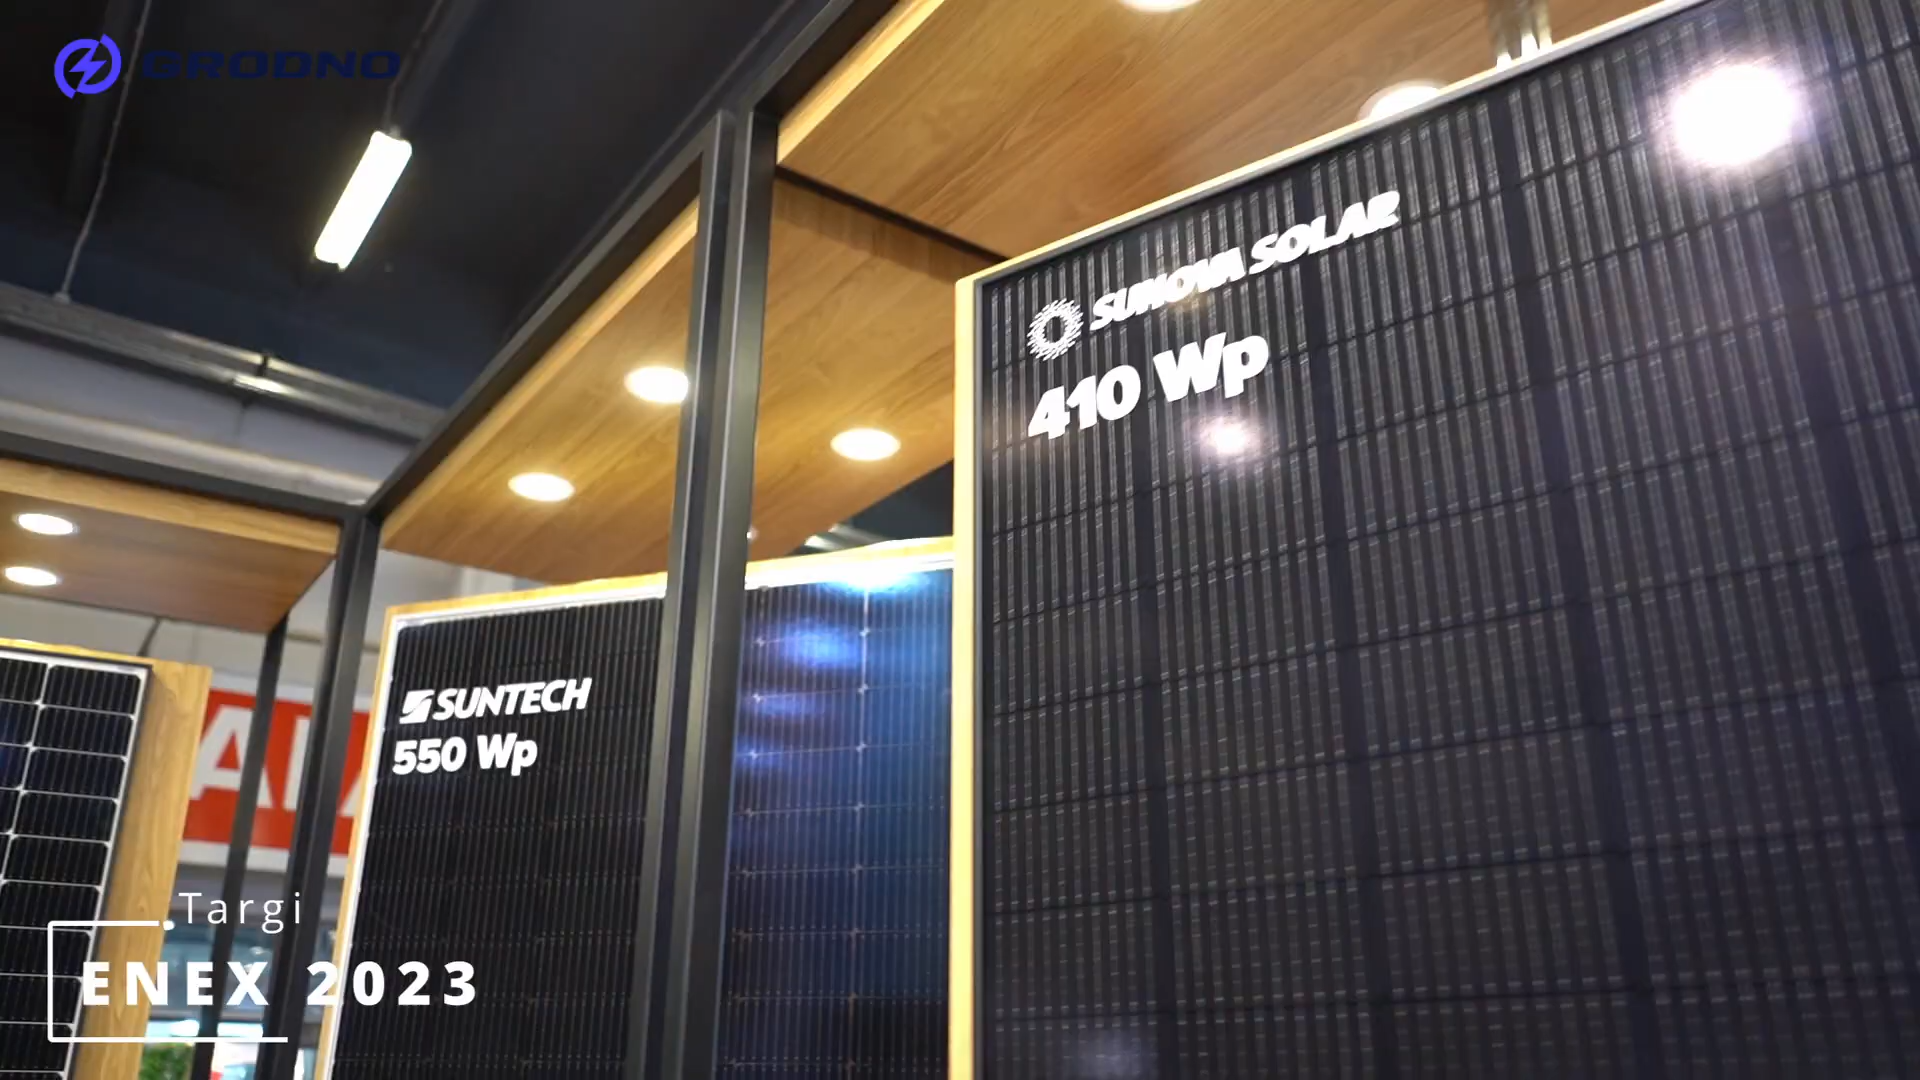 GRODNO
SUNOVA SOLAR
410 Wp
SUNTECH
550 Wp
Targi
ENEX 2023